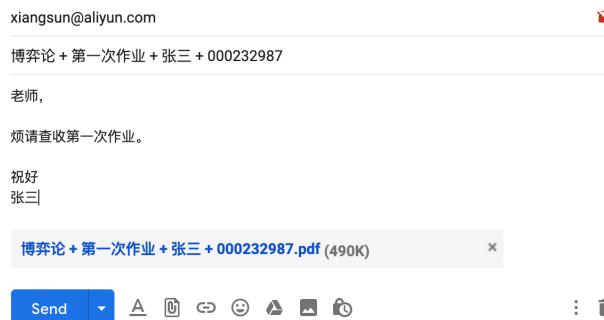 xiangsun@aliyun.com
博弈论 + 第一次作业 + 张三 + 000232987
老师，
烦请查收第一次作业。
祝好
张三
博弈论 + 第一次作业 + 张三 + 000232987.pdf (490K)
Send